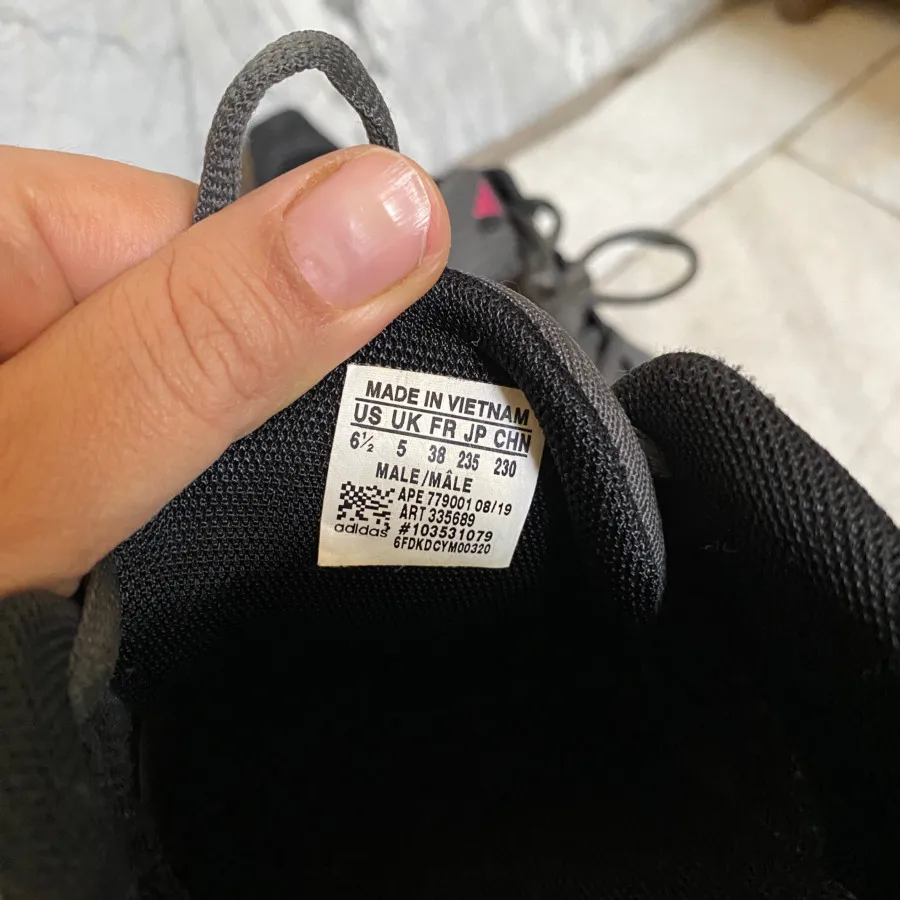 MADE IN VIETNAM
US UK FR JP CHN
6½ 5 38 235 230
MALE/MÂLE
APE 779001 08/19
ART 335689
adidas #103531079
6FDKDCYM00320